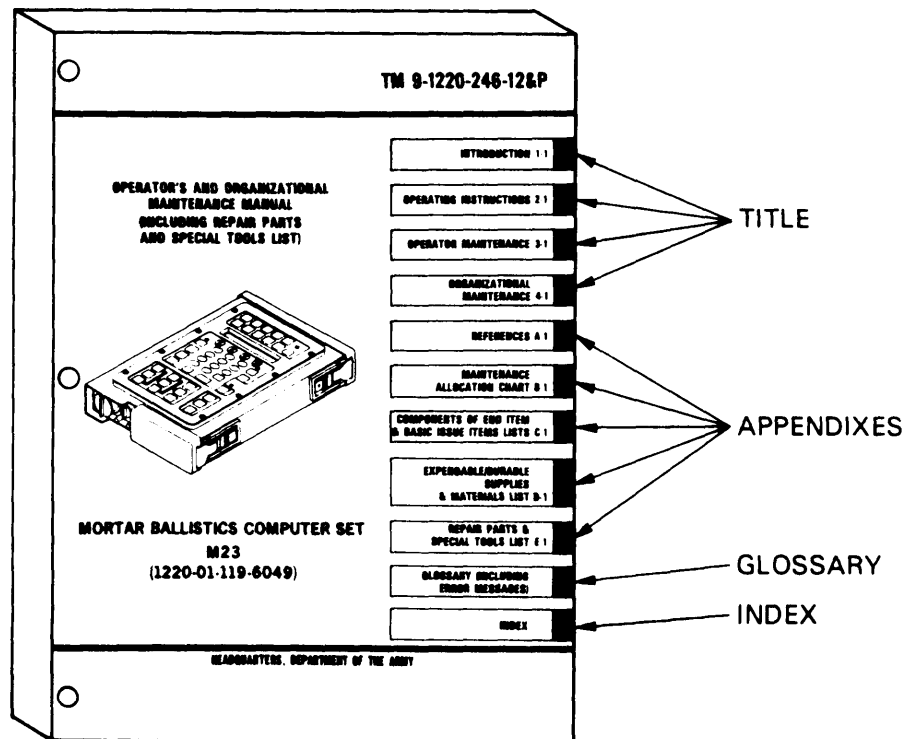 TM 9-1220-246-12&P
OPERATOR'S AND ORGANIZATIONAL
MAINTENANCE MANUAL
(INCLUDING REPAIR PARTS
AND SPECIAL TOOLS LIST)
MORTAR BALLISTICS COMPUTER SET
M23
(1220-01-119-6049)
INTRODUCTION 1-1
OPERATING INSTRUCTIONS 2-1
OPERATOR MAINTENANCE 3-1
ORGANIZATIONAL
MAINTENANCE 4-1
REFERENCES A-1
MAINTENANCE
ALLOCATION CHART B-1
COMPONENTS OF END ITEM
& BASIC ISSUE ITEMS LISTS C-1
EXPENDABLE/DURABLE
SUPPLIES
& MATERIALS LIST D-1
REPAIR PARTS &
SPECIAL TOOLS LIST E-1
GLOSSARY (INCLUDING
ERROR MESSAGES)
INDEX
HEADQUARTERS, DEPARTMENT OF THE ARMY
TITLE
APPENDIXES
GLOSSARY
INDEX